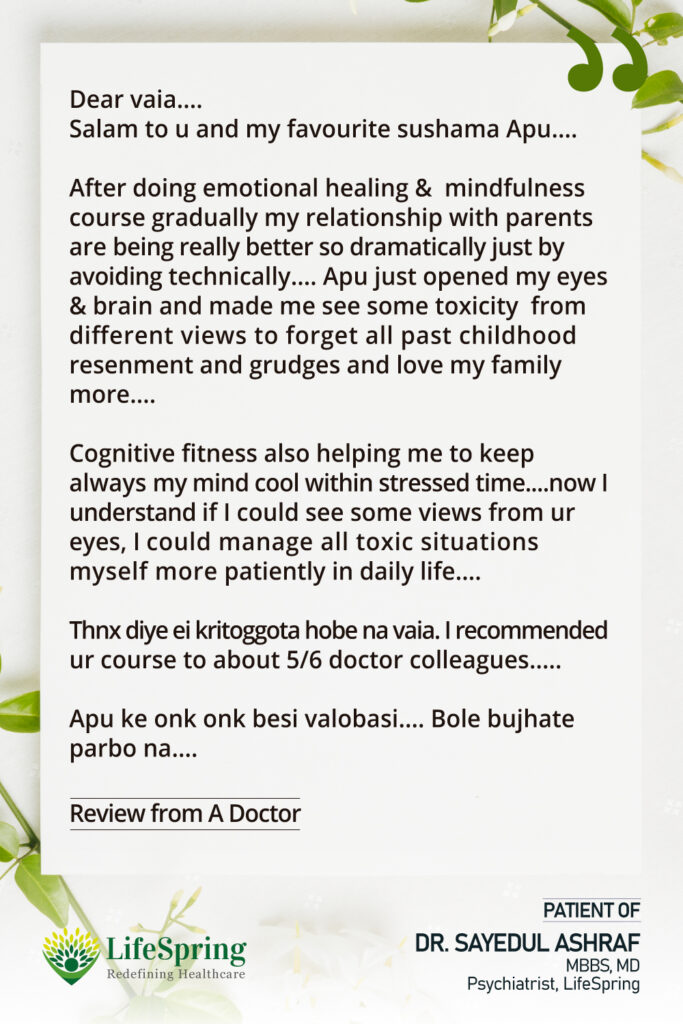 Dear vaia....
Salam to u and my favourite sushama Apu....
After doing emotional healing & mindfulness
course gradually my relationship with parents
are being really better so dramatically just by
avoiding technically.... Apu just opened my eyes
& brain and made me see some toxicity from
different views to forget all past childhood
resenment and grudges and love my family
more....
Cognitive fitness also helping me to keep
always my mind cool within stressed time....now I
understand if I could see some views from ur
eyes, I could manage all toxic situations
myself more patiently in daily life....
Thnx diye ei kritoggota hobe na vaia. I recommended
ur course to about 5/6 doctor colleagues.....
Apu ke onk onk besi valobasi.... Bole bujhate
parbo na....
Review from A Doctor
LifeSpring
Redefining Healthcare
PATIENT OF
DR. SAYEDUL ASHRAF
MBBS, MD
Psychiatrist, LifeSpring